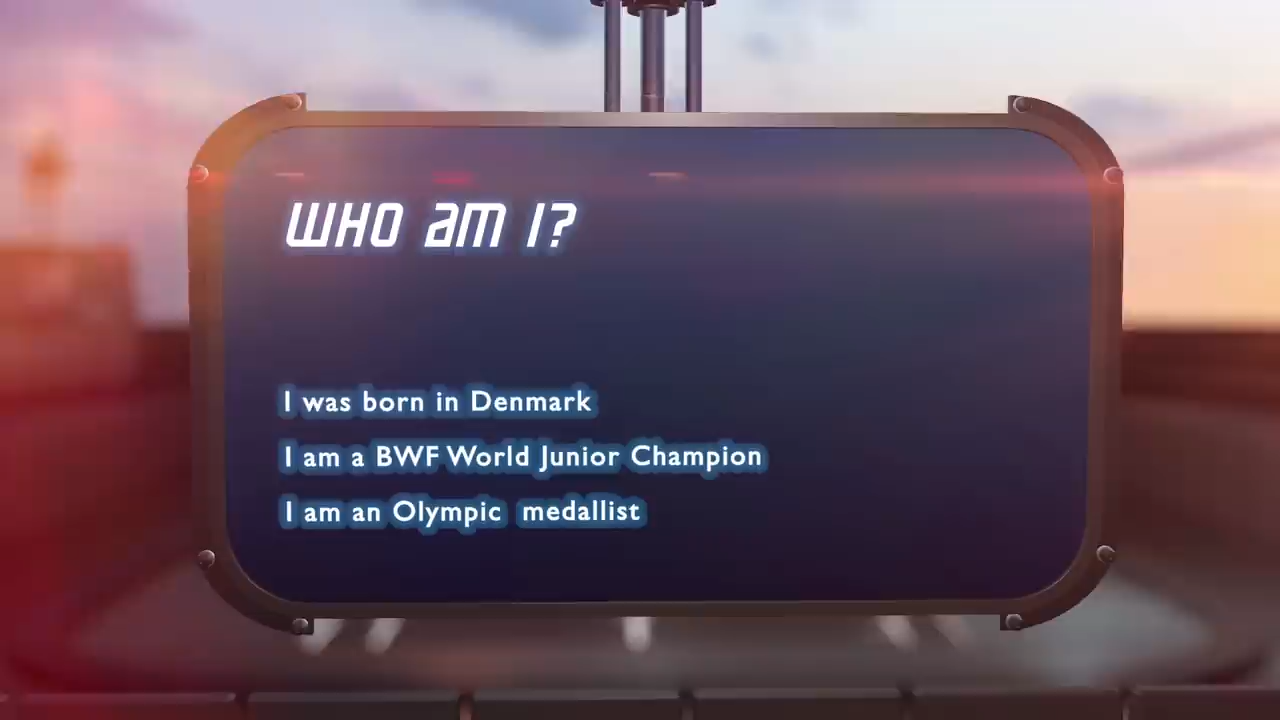 WHO AM I?
I was born in Denmark
I am a BWF World Junior Champion
I am an Olympic medallist